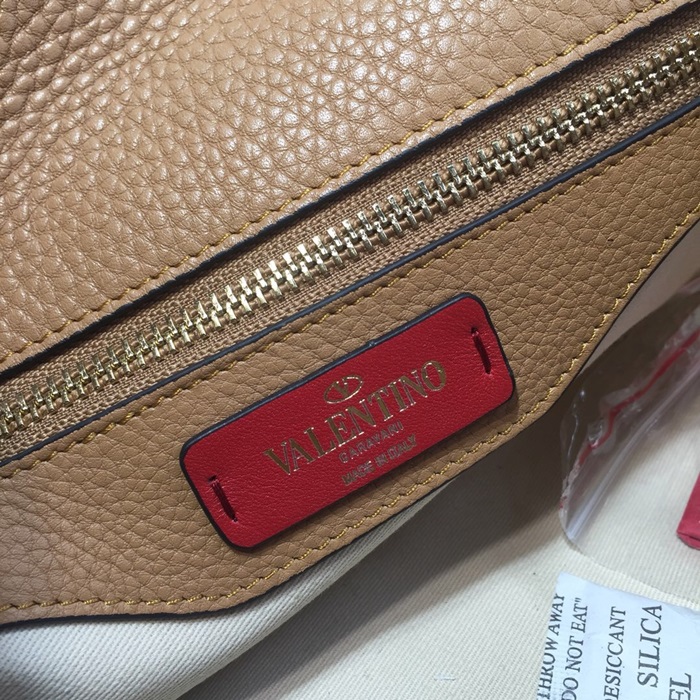 VALENTINO
GARAVANI
MADE IN ITALY
THROW AWAY
DO NOT EAT"
DESICCANT
SILICA